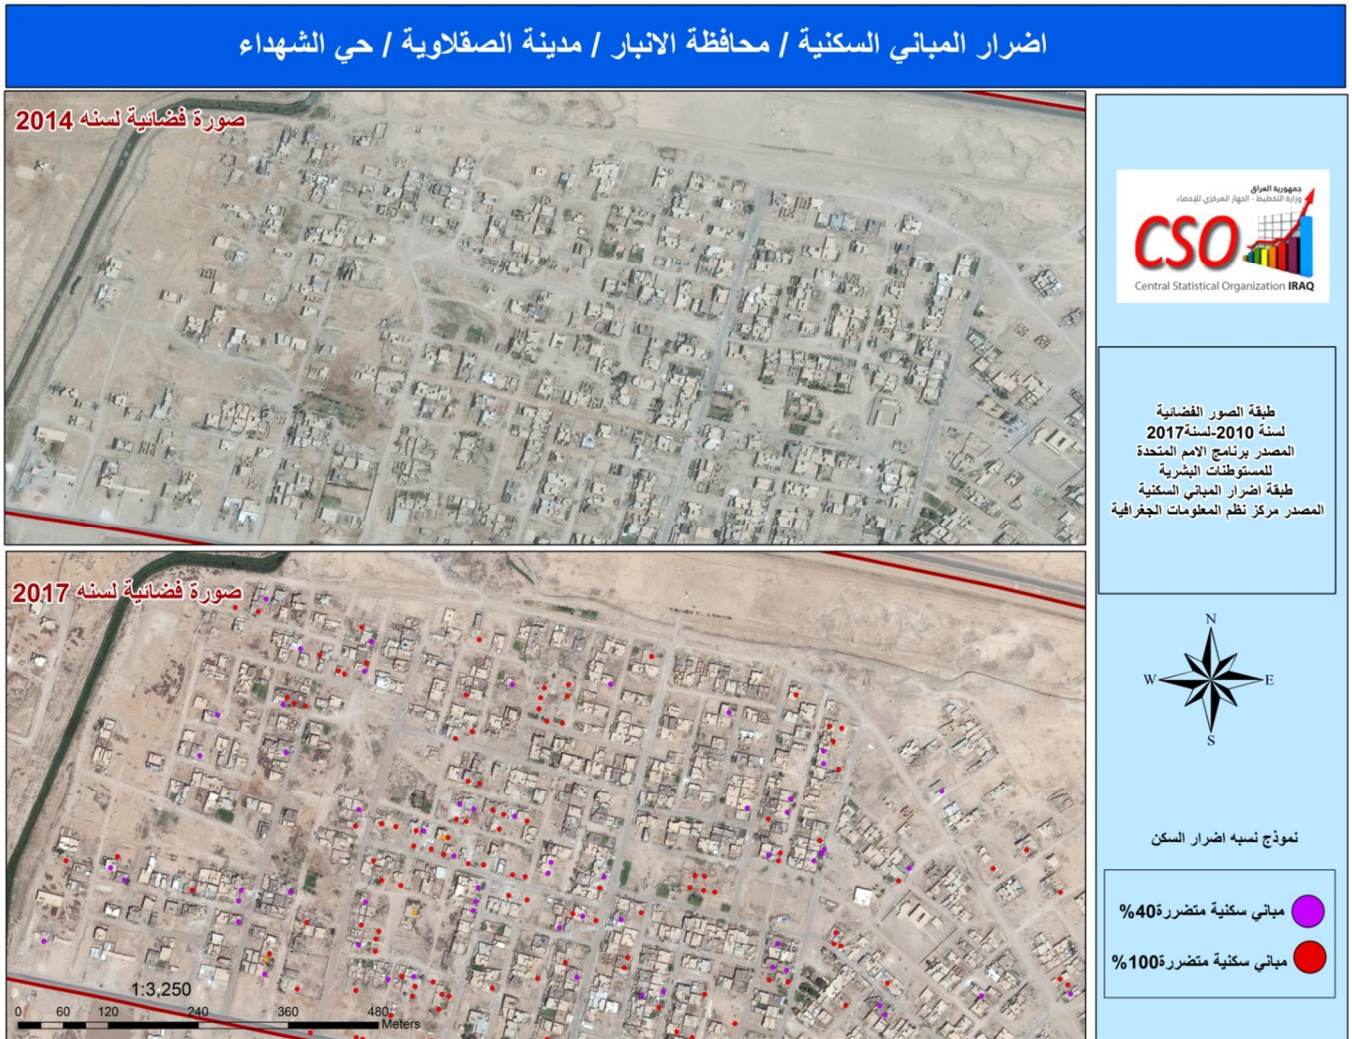 اضرار المباني السكنية / محافظة الانبار / مدينة الصقلاوية / حي الشهداء
صورة فضائية لسنه 2014
جمهورية العراق
وزارة التخطيط - الجهاز المركزي للإحصاء
CSO
Central Statistical Organization IRAQ
طبقة الصور الفضائية
لسنة 2010-لسنة2017
المصدر برنامج الامم المتحدة
للمستوطنات البشرية
طبقة اضرار المباني السكنية
المصدر مركز نظم المعلومات الجغرافية
صورة فضائية لسنه 2017
N
W E
S
نموذج نسبه اضرار السكن
مباني سكنية متضررة40%
مباني سكنية متضررة100%
1:3,250
0 60 120 240 360 480
Meters